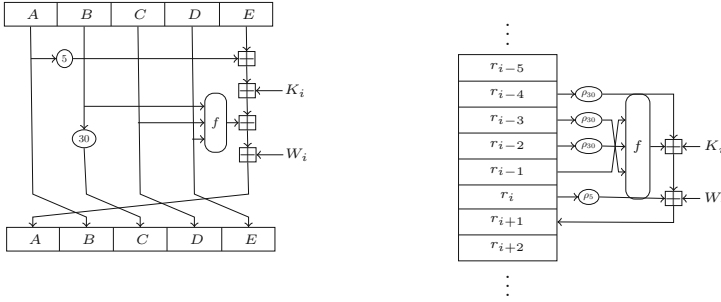 A B C D E
5
K_i
f
30
W_i
A B C D E
⋮
r_{i−5}
r_{i−4} ρ_{30}
r_{i−3} ρ_{30}
f
r_{i−2} ρ_{30} K_i
r_{i−1}
r_i ρ_5 W
r_{i+1}
r_{i+2}
⋮